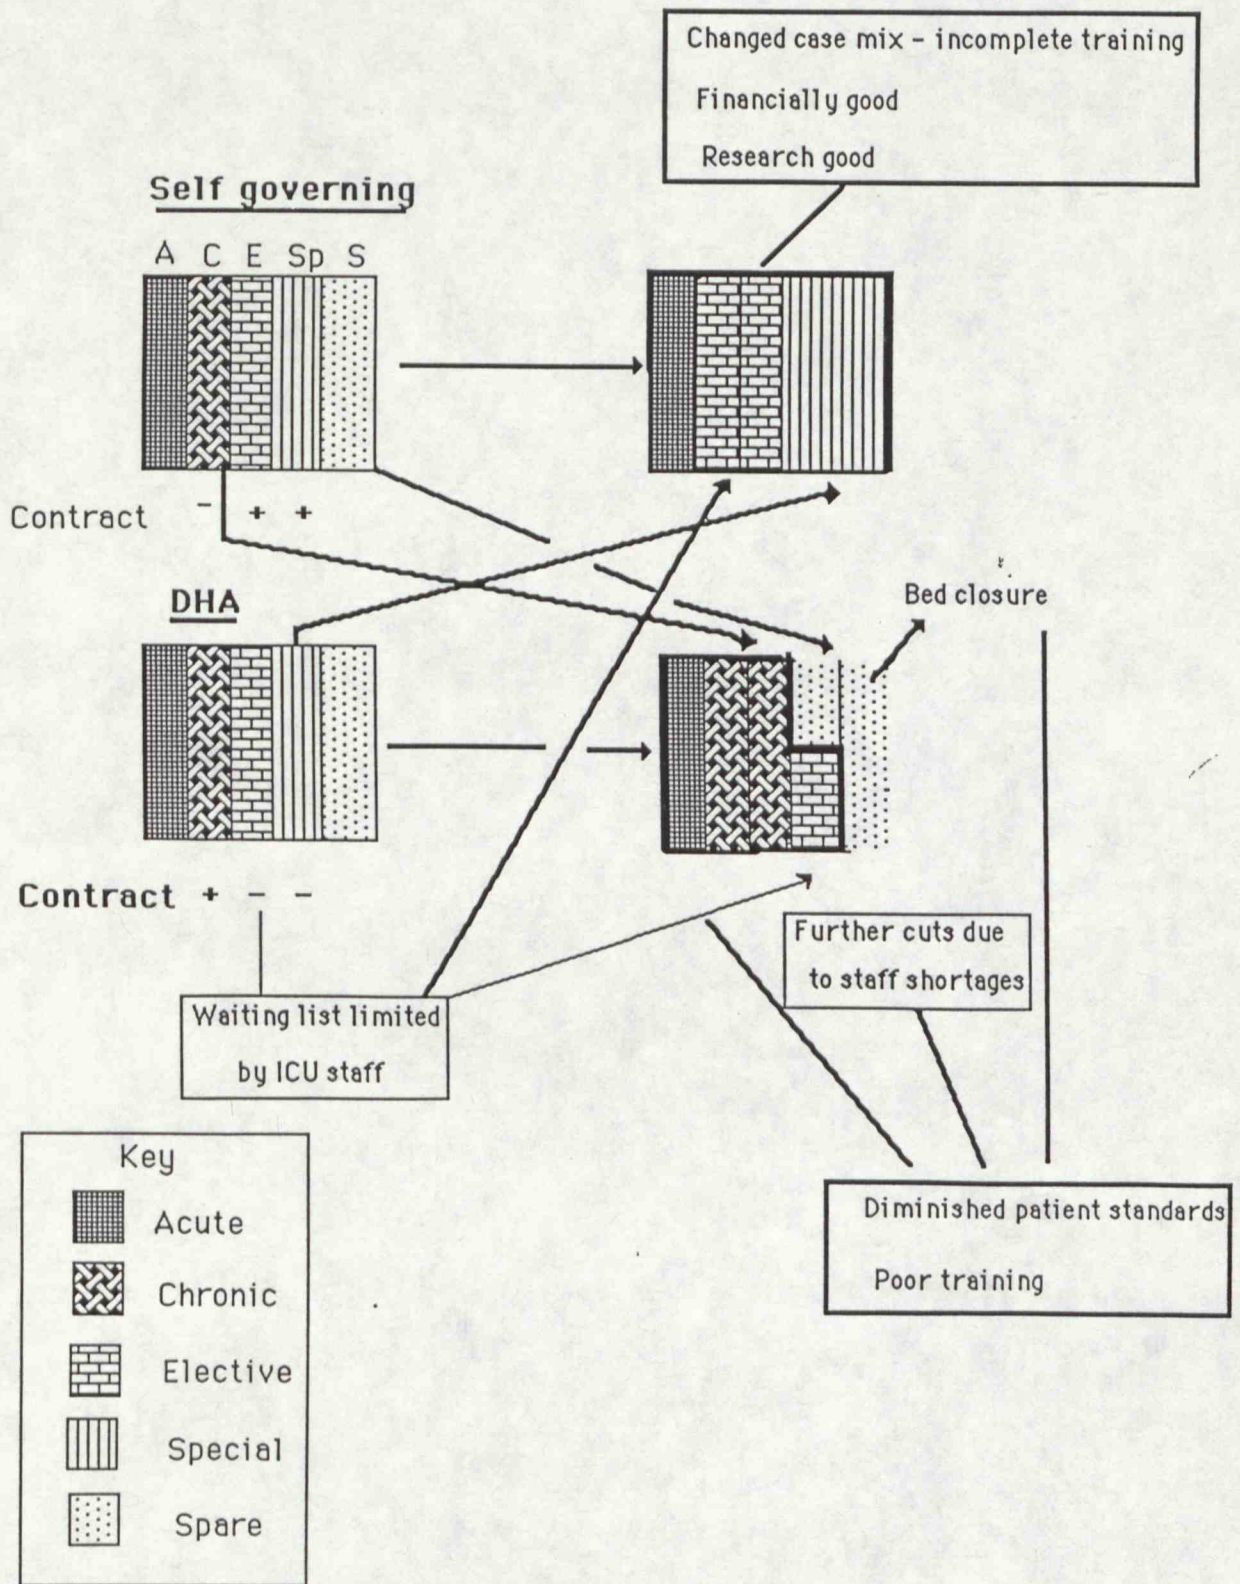 Changed case mix - incomplete training
Financially good
Research good
Self governing
A C E Sp S
Contract - + +
DHA
Bed closure
Contract + - -
Further cuts due
to staff shortages
Waiting list limited
by ICU staff
Key
Acute
Chronic
Elective
Special
Spare
Diminished patient standards
Poor training